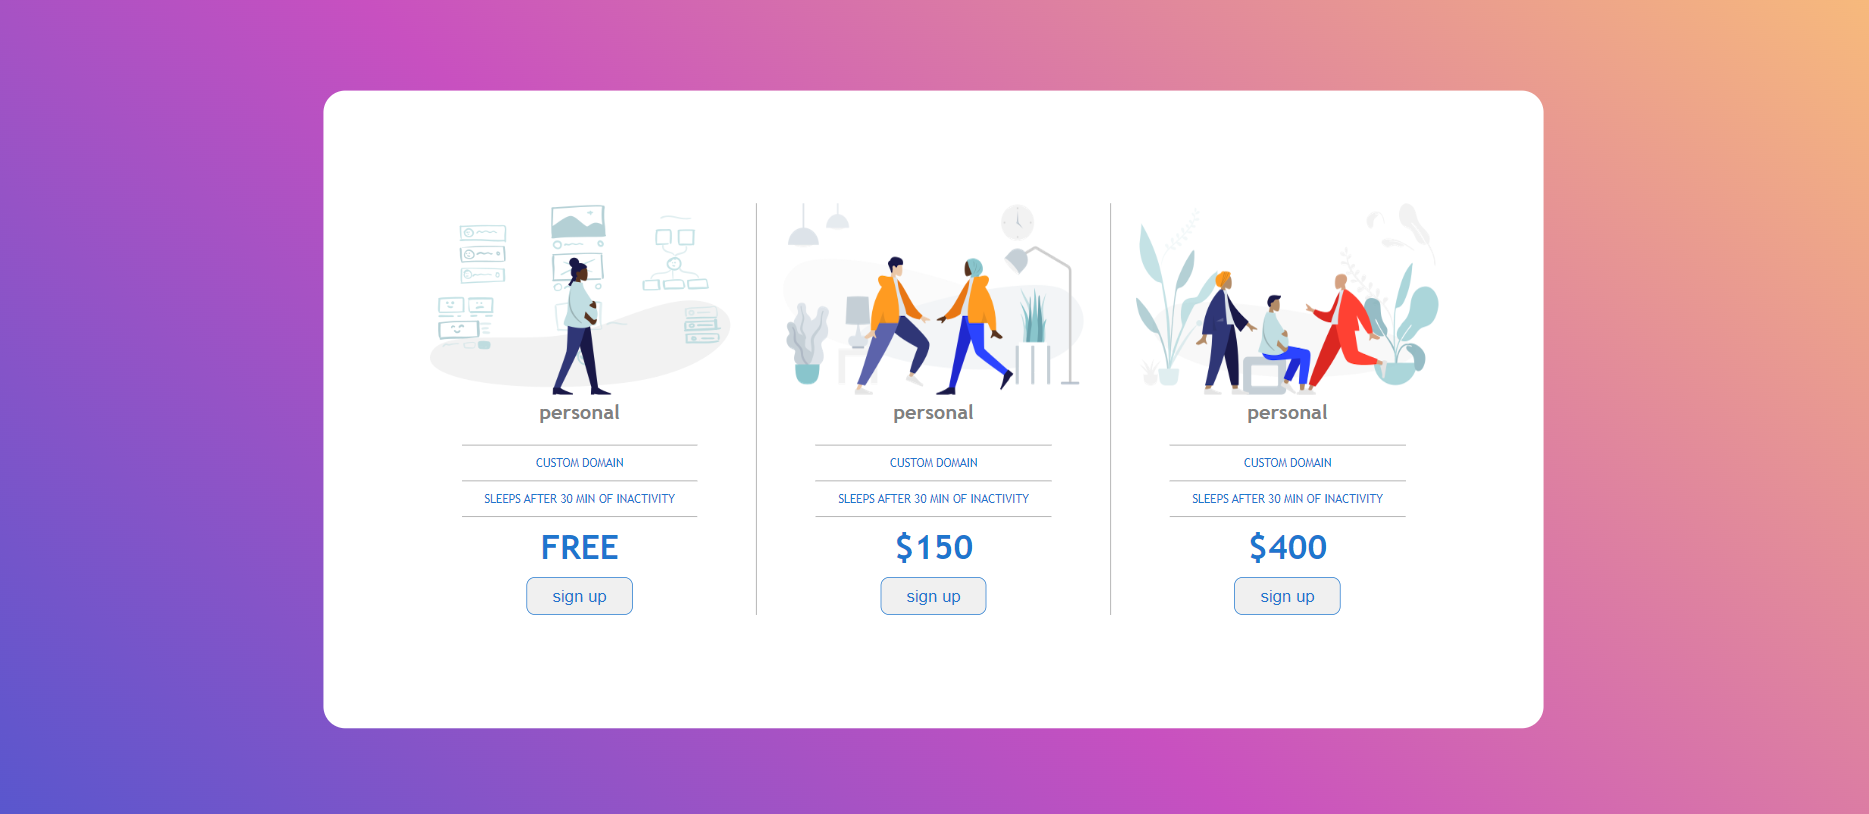 personal
CUSTOM DOMAIN
SLEEPS AFTER 30 MIN OF INACTIVITY
FREE
sign up
personal
CUSTOM DOMAIN
SLEEPS AFTER 30 MIN OF INACTIVITY
$150
sign up
personal
CUSTOM DOMAIN
SLEEPS AFTER 30 MIN OF INACTIVITY
$400
sign up